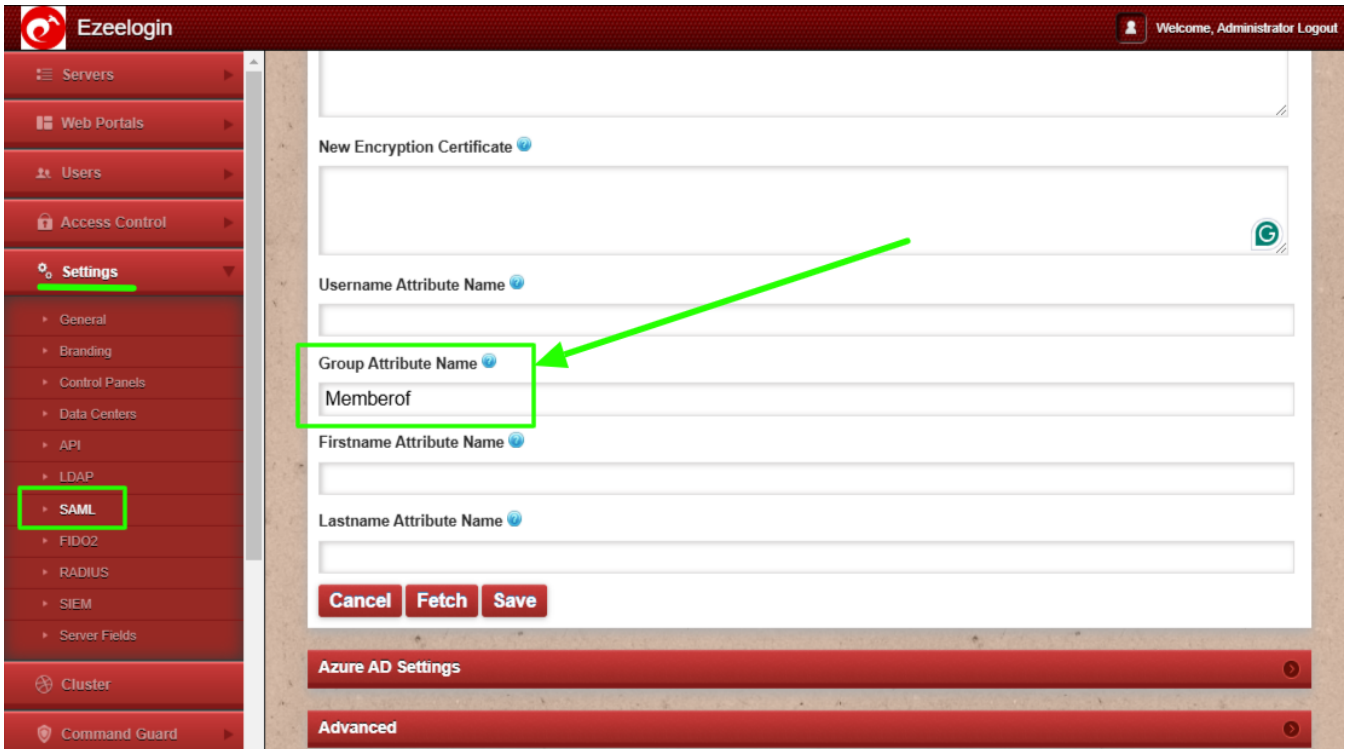 Ezeelogin
Welcome, Administrator Logout
Servers
Web Portals
Users
Access Control
Settings
General
Branding
Control Panels
Data Centers
API
LDAP
SAML
FIDO2
RADIUS
SIEM
Server Fields
Cluster
Command Guard
New Encryption Certificate
Username Attribute Name
Group Attribute Name
Memberof
Firstname Attribute Name
Lastname Attribute Name
Cancel Fetch Save
Azure AD Settings
Advanced